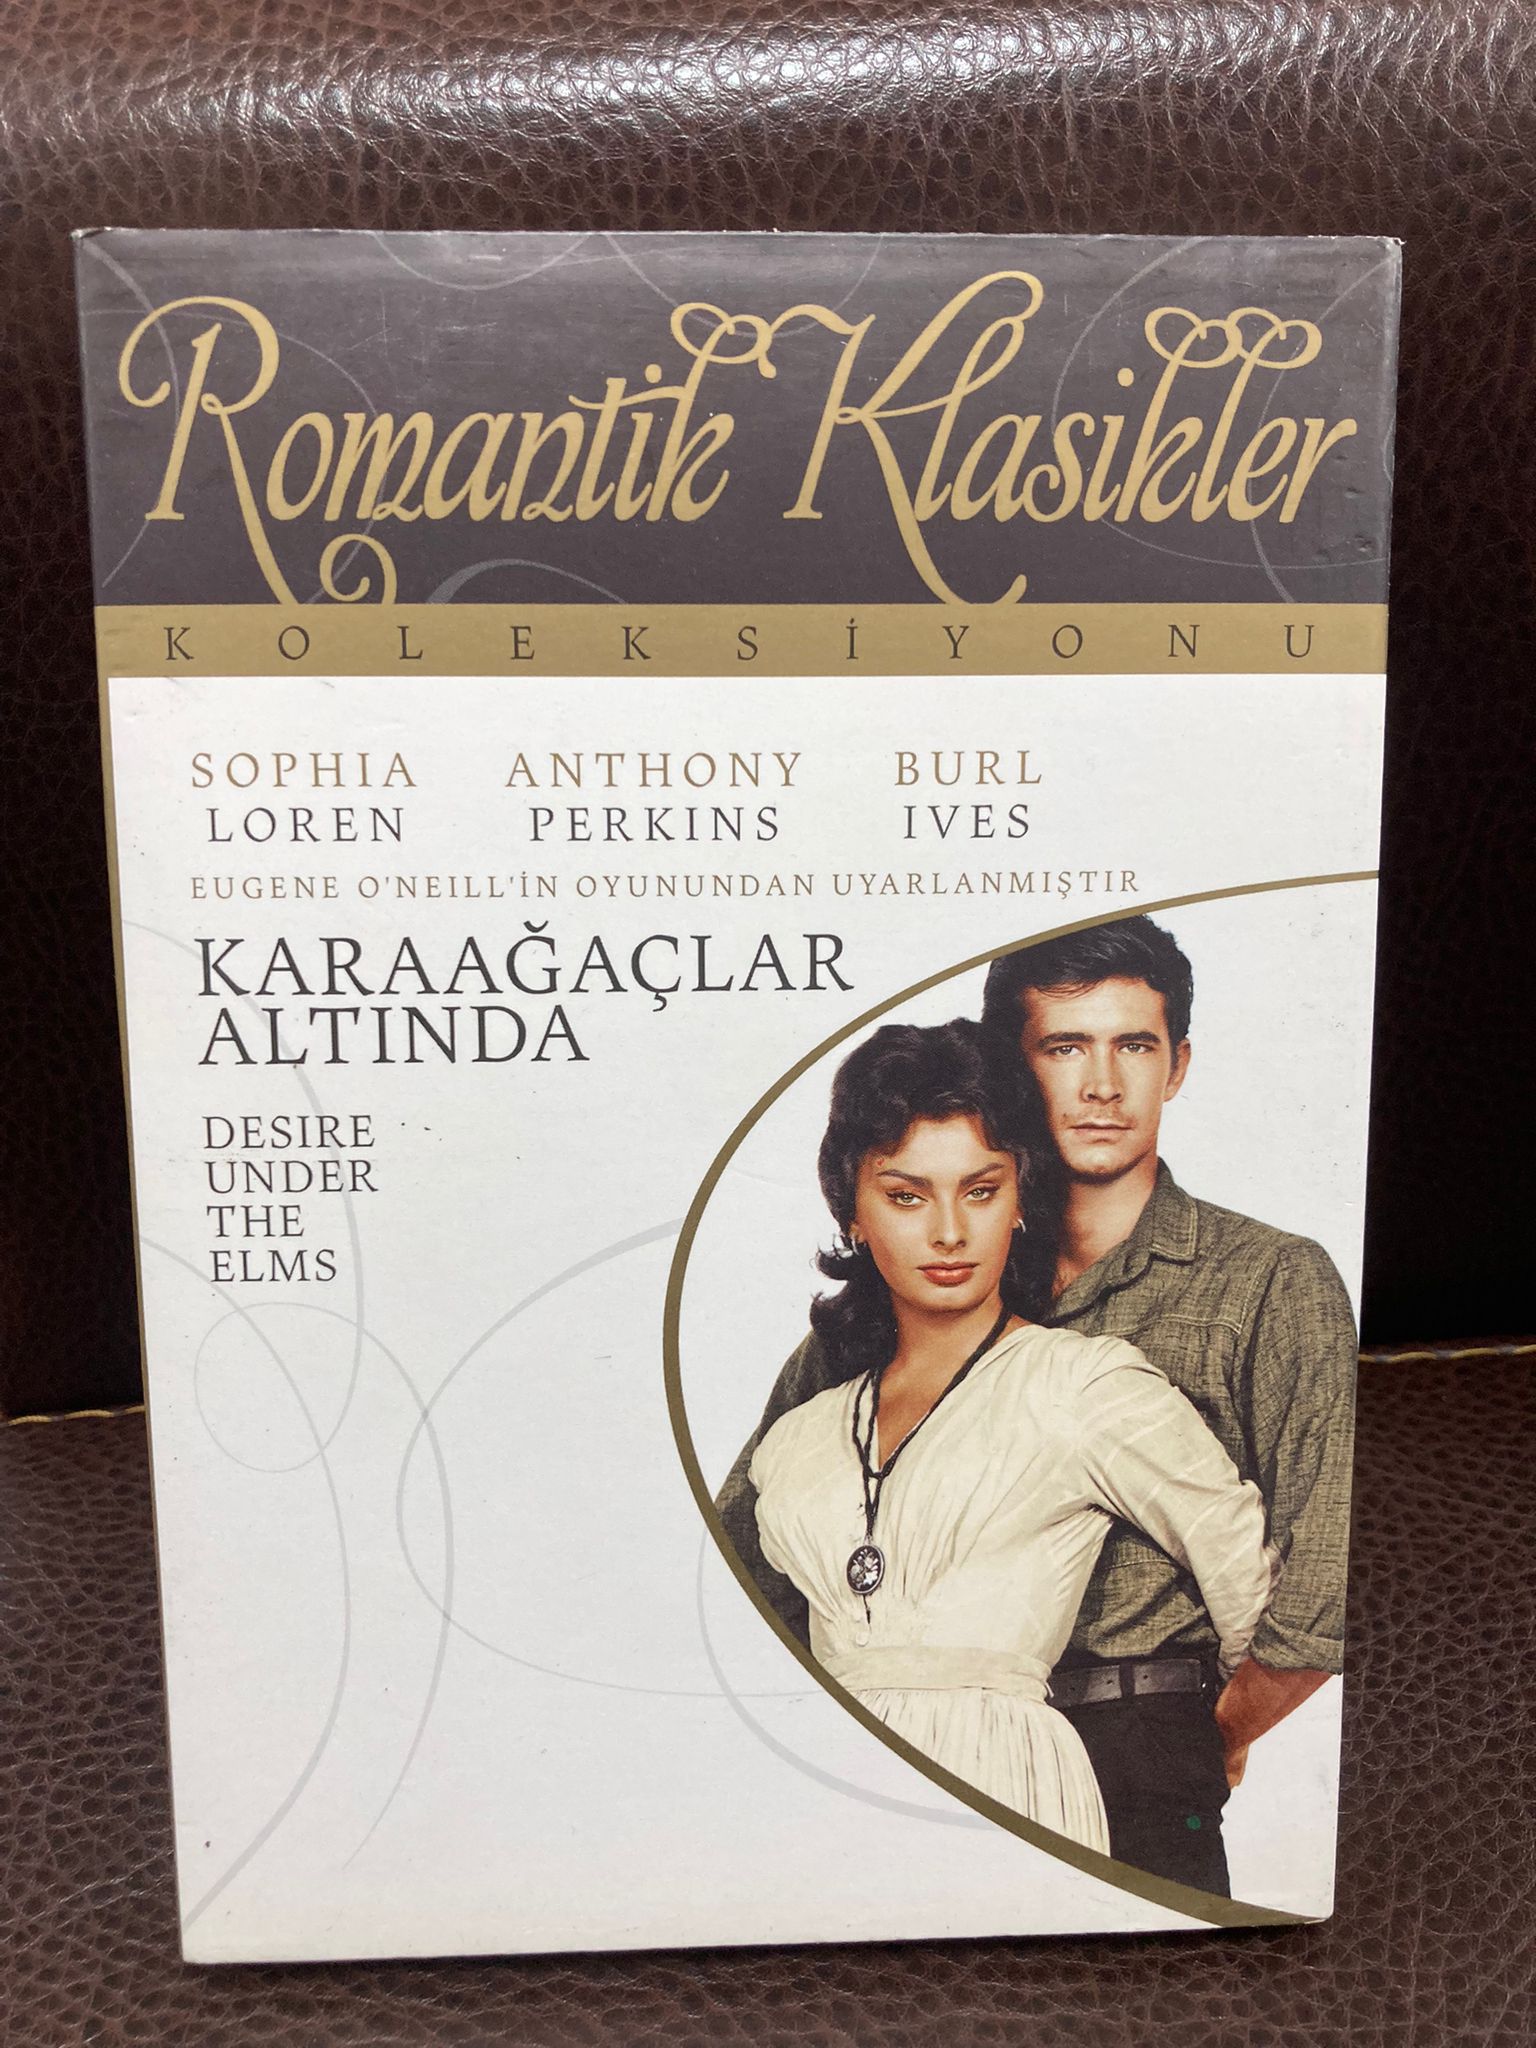 Romantik Klasikler
KOLEKSİYONU
SOPHIA LOREN
ANTHONY PERKINS
BURL IVES
EUGENE O'NEILL'İN OYUNUNDAN UYARLANMIŞTIR
KARAAĞAÇLAR
ALTINDA
DESIRE
UNDER
THE
ELMS